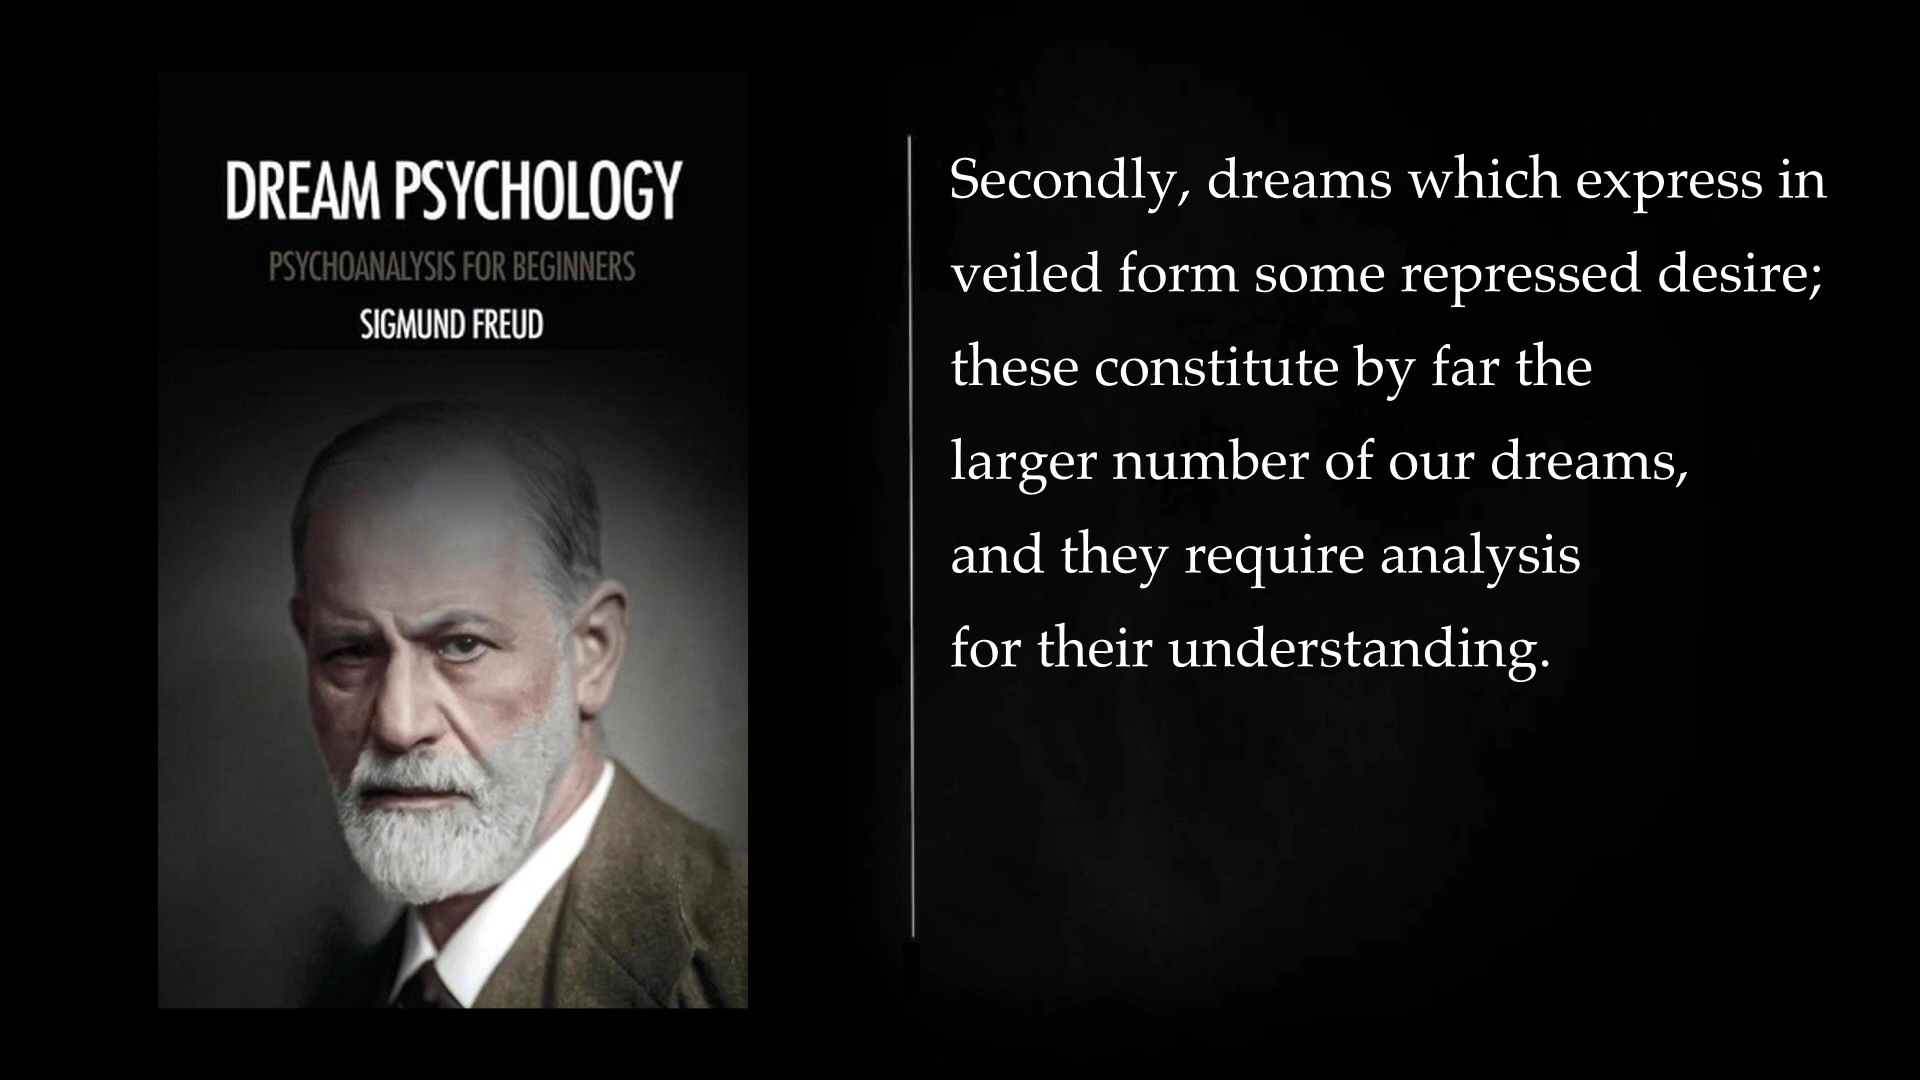 DREAM PSYCHOLOGY
PSYCHOANALYSIS FOR BEGINNERS
SIGMUND FREUD
Secondly, dreams which express in
veiled form some repressed desire;
these constitute by far the
larger number of our dreams,
and they require analysis
for their understanding.